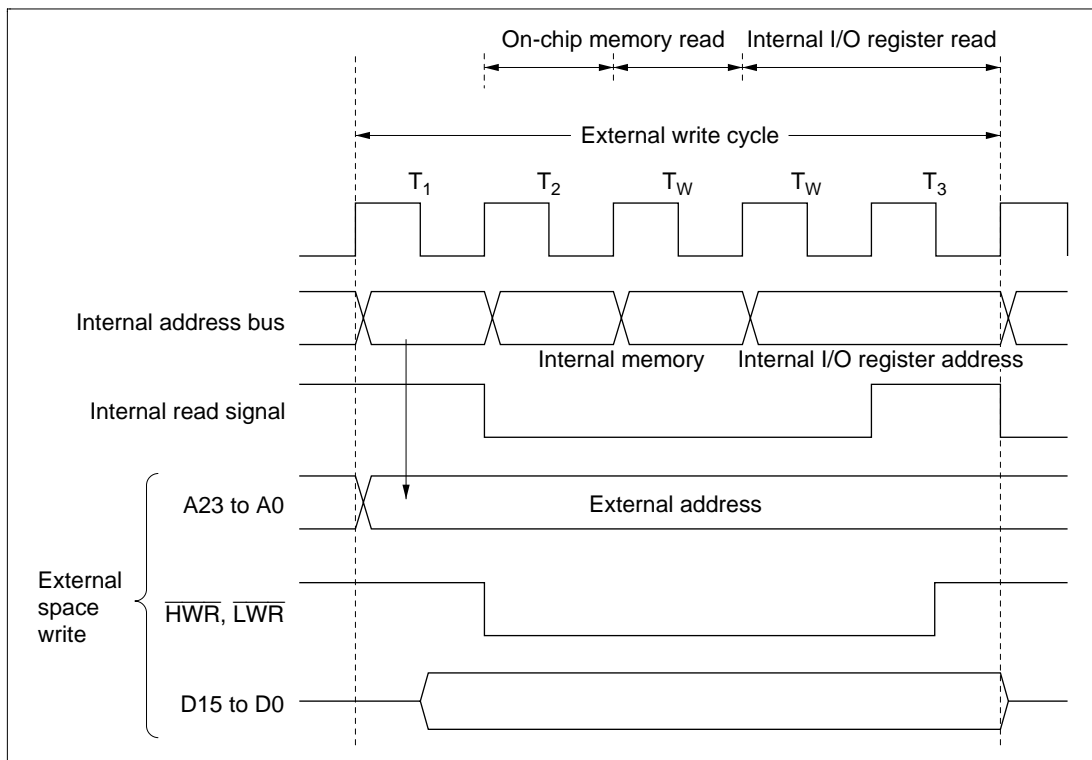 On-chip memory read Internal I/O register read
External write cycle
T1 T2 TW TW T3
Internal address bus
Internal memory Internal I/O register address
Internal read signal
A23 to A0 External address
External
space
write
HWR, LWR
D15 to D0